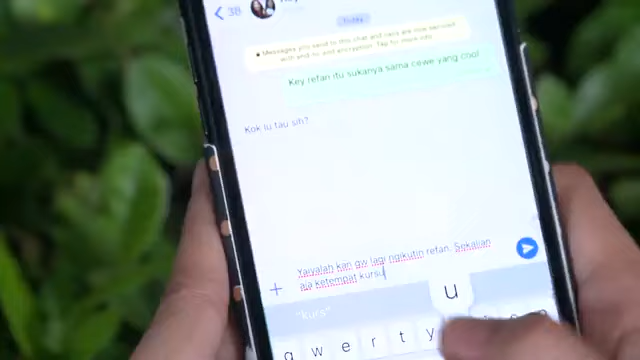 38
Today
Messages you send to this chat and calls are now secured
with end-to-end encryption. Tap for more info.
Key refan itu sukanya sama cewe yang cool
Kok lu tau sih?
Yaiyalah kan gw lagi ngikutin refan. Sekalian
aja ketempat kursu
u
"kurs"
q w e r t y